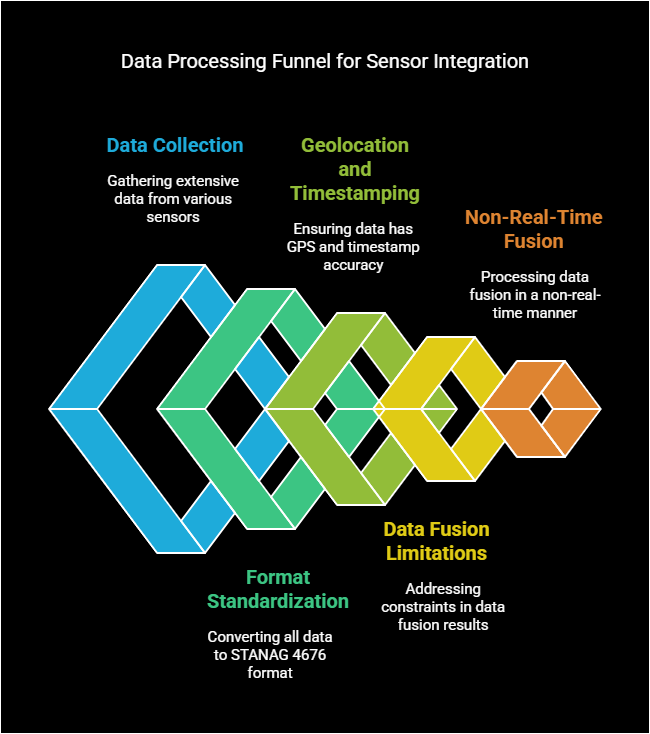 Data Processing Funnel for Sensor Integration
Data Collection
Gathering extensive
data from various
sensors
Geolocation
and
Timestamping
Ensuring data has
GPS and timestamp
accuracy
Non-Real-Time
Fusion
Processing data
fusion in a non-real-
time manner
Format
Standardization
Converting all data
to STANAG 4676
format
Data Fusion
Limitations
Addressing
constraints in data
fusion results